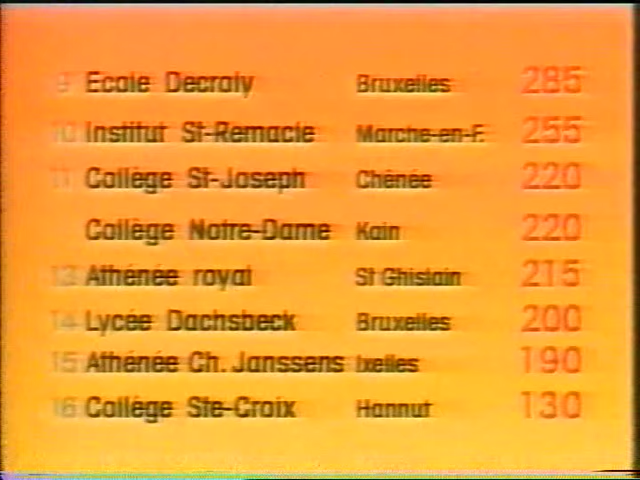 9 Ecole Decroly Bruxelles 285
10 Institut St-Remacle Marche-en-F. 255
11 Collège St-Joseph Chênée 220
Collège Notre-Dame Kain 220
13 Athénée royal St Ghislain 215
14 Lycée Dachsbeck Bruxelles 200
15 Athénée Ch. Janssens Ixelles 190
16 Collège Ste-Croix Hannut 130